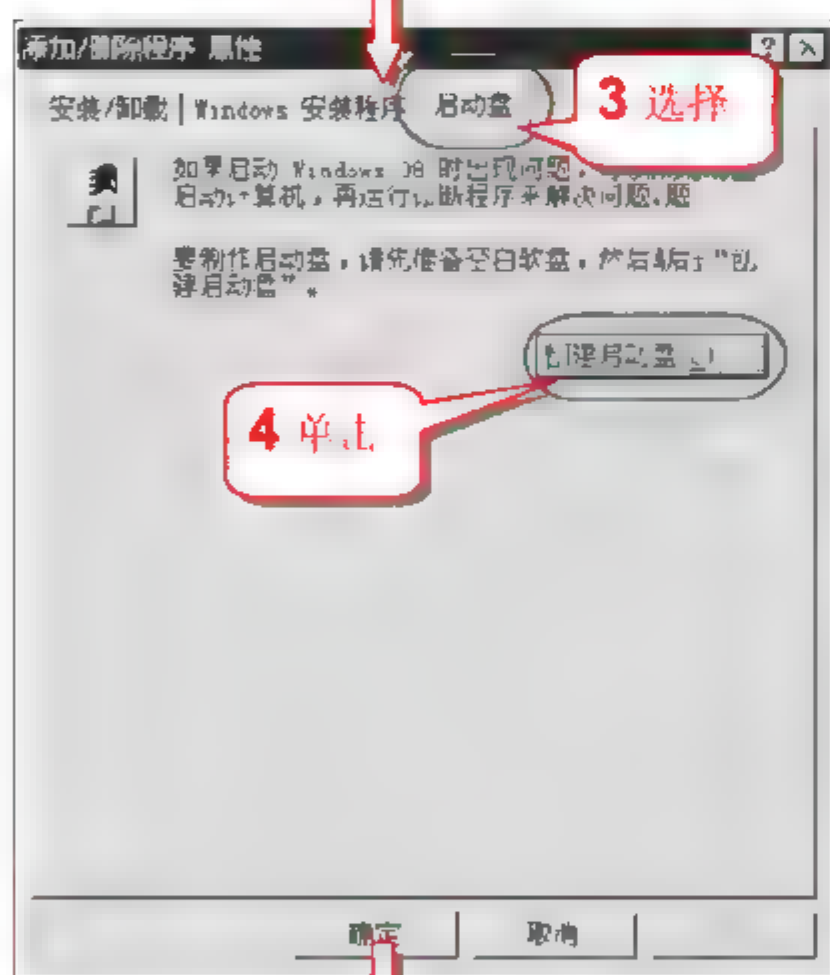 添加/删除程序 属性
安装/卸载 Windows 安装程序 启动盘
3 选择
如果启动 Windows 98 时出现问题，
启动计算机，再运行诊断程序来解决问题。题
要制作启动盘，请先准备空白软盘，然后 "创
建启动盘"。
创建启动盘
4 单击
确定 取消